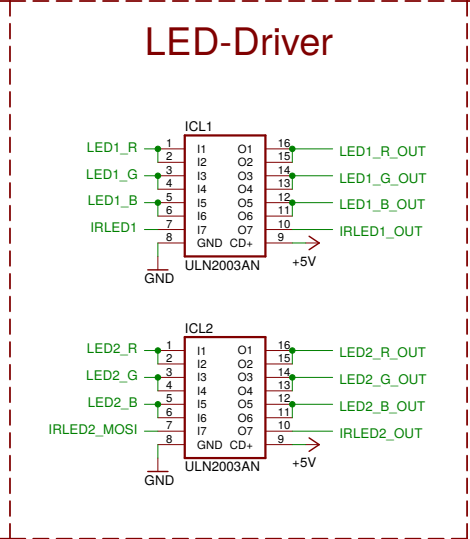 LED-Driver
ICL1
LED1_R 1 I1 O1 16 LED1_R_OUT
2 I2 O2 15
LED1_G 3 I3 O3 14 LED1_G_OUT
4 I4 O4 13
LED1_B 5 I5 O5 12 LED1_B_OUT
6 I6 O6 11
IRLED1 7 I7 O7 10 IRLED1_OUT
8 GND CD+ 9
+5V
GND ULN2003AN
ICL2
LED2_R 1 I1 O1 16 LED2_R_OUT
2 I2 O2 15
LED2_G 3 I3 O3 14 LED2_G_OUT
4 I4 O4 13
LED2_B 5 I5 O5 12 LED2_B_OUT
6 I6 O6 11
IRLED2_MOSI 7 I7 O7 10 IRLED2_OUT
8 GND CD+ 9
+5V
GND ULN2003AN